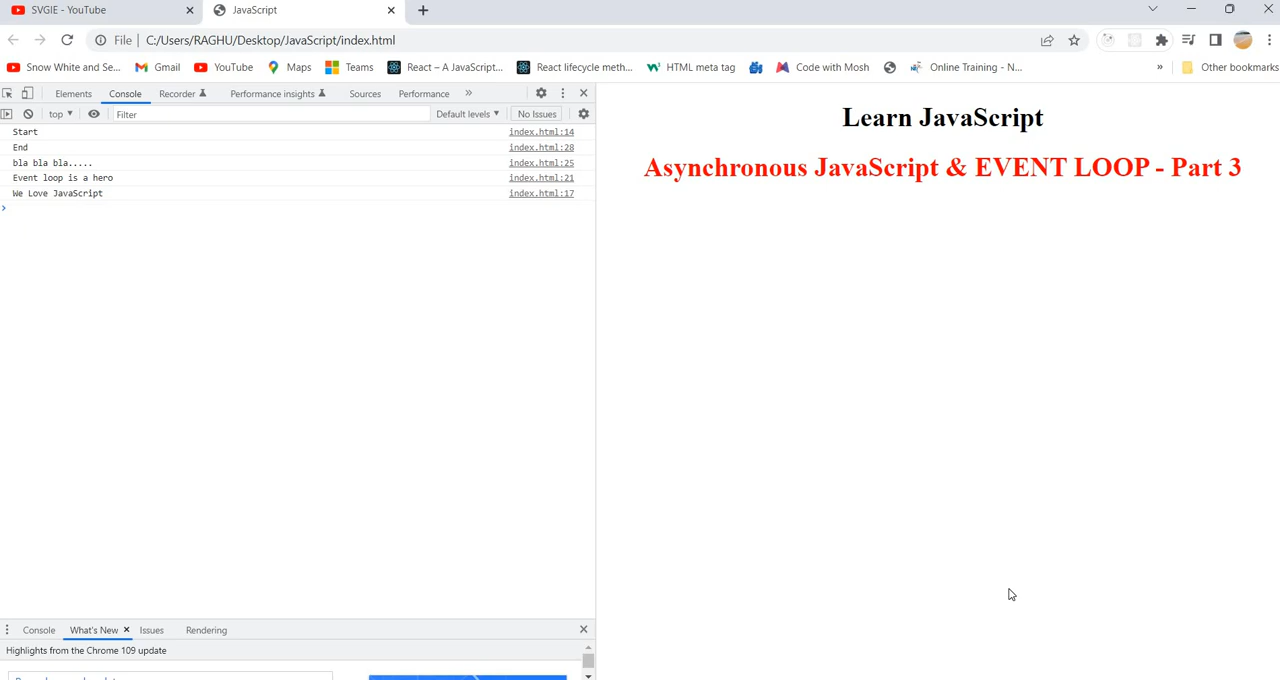 SVGIE - YouTube
JavaScript
File | C:/Users/RAGHU/Desktop/JavaScript/index.html
Snow White and Se... Gmail YouTube Maps Teams React – A JavaScript... React lifecycle meth... HTML meta tag Code with Mosh Online Training - N... » Other bookmarks
Elements Console Recorder Performance insights Sources Performance »
top Filter Default levels No Issues
Start index.html:14
End index.html:28
bla bla bla..... index.html:25
Event loop is a hero index.html:21
We Love JavaScript index.html:17
Learn JavaScript
Asynchronous JavaScript & EVENT LOOP - Part 3
Console What's New Issues Rendering
Highlights from the Chrome 109 update